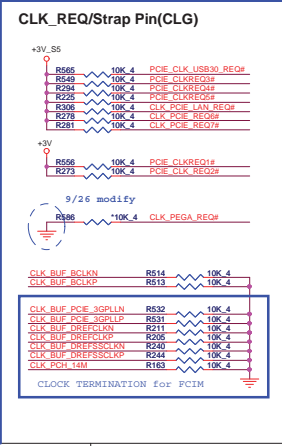 CLK_REQ/Strap Pin(CLG)
+3V_S5
R565 10K_4 PCIE_CLK_USB30_REQ#
R549 10K_4 PCIE_CLKREQ3#
R294 10K_4 PCIE_CLKREQ4#
R225 10K_4 PCIE_CLKREQ5#
R306 10K_4 CLK_PCIE_LAN_REQ#
R278 10K_4 CLK_PCIE_REQ6#
R281 10K_4 CLK_PCIE_REQ7#
+3V
R556 10K_4 PCIE_CLKREQ1#
R273 10K_4 PCIE_CLKREQ2#
9/26 modify
R586 *10K_4 CLK_PEGA_REQ#
CLK_BUF_BCLKN R514 10K_4
CLK_BUF_BCLKP R513 10K_4
CLK_BUF_PCIE_3GPLLN R532 10K_4
CLK_BUF_PCIE_3GPLLP R531 10K_4
CLK_BUF_DREFCLKN R211 10K_4
CLK_BUF_DREFCLKP R205 10K_4
CLK_BUF_DREFSSCLKN R240 10K_4
CLK_BUF_DREFSSCLKP R244 10K_4
CLK_PCH_14M R163 10K_4
CLOCK TERMINATION for FCIM